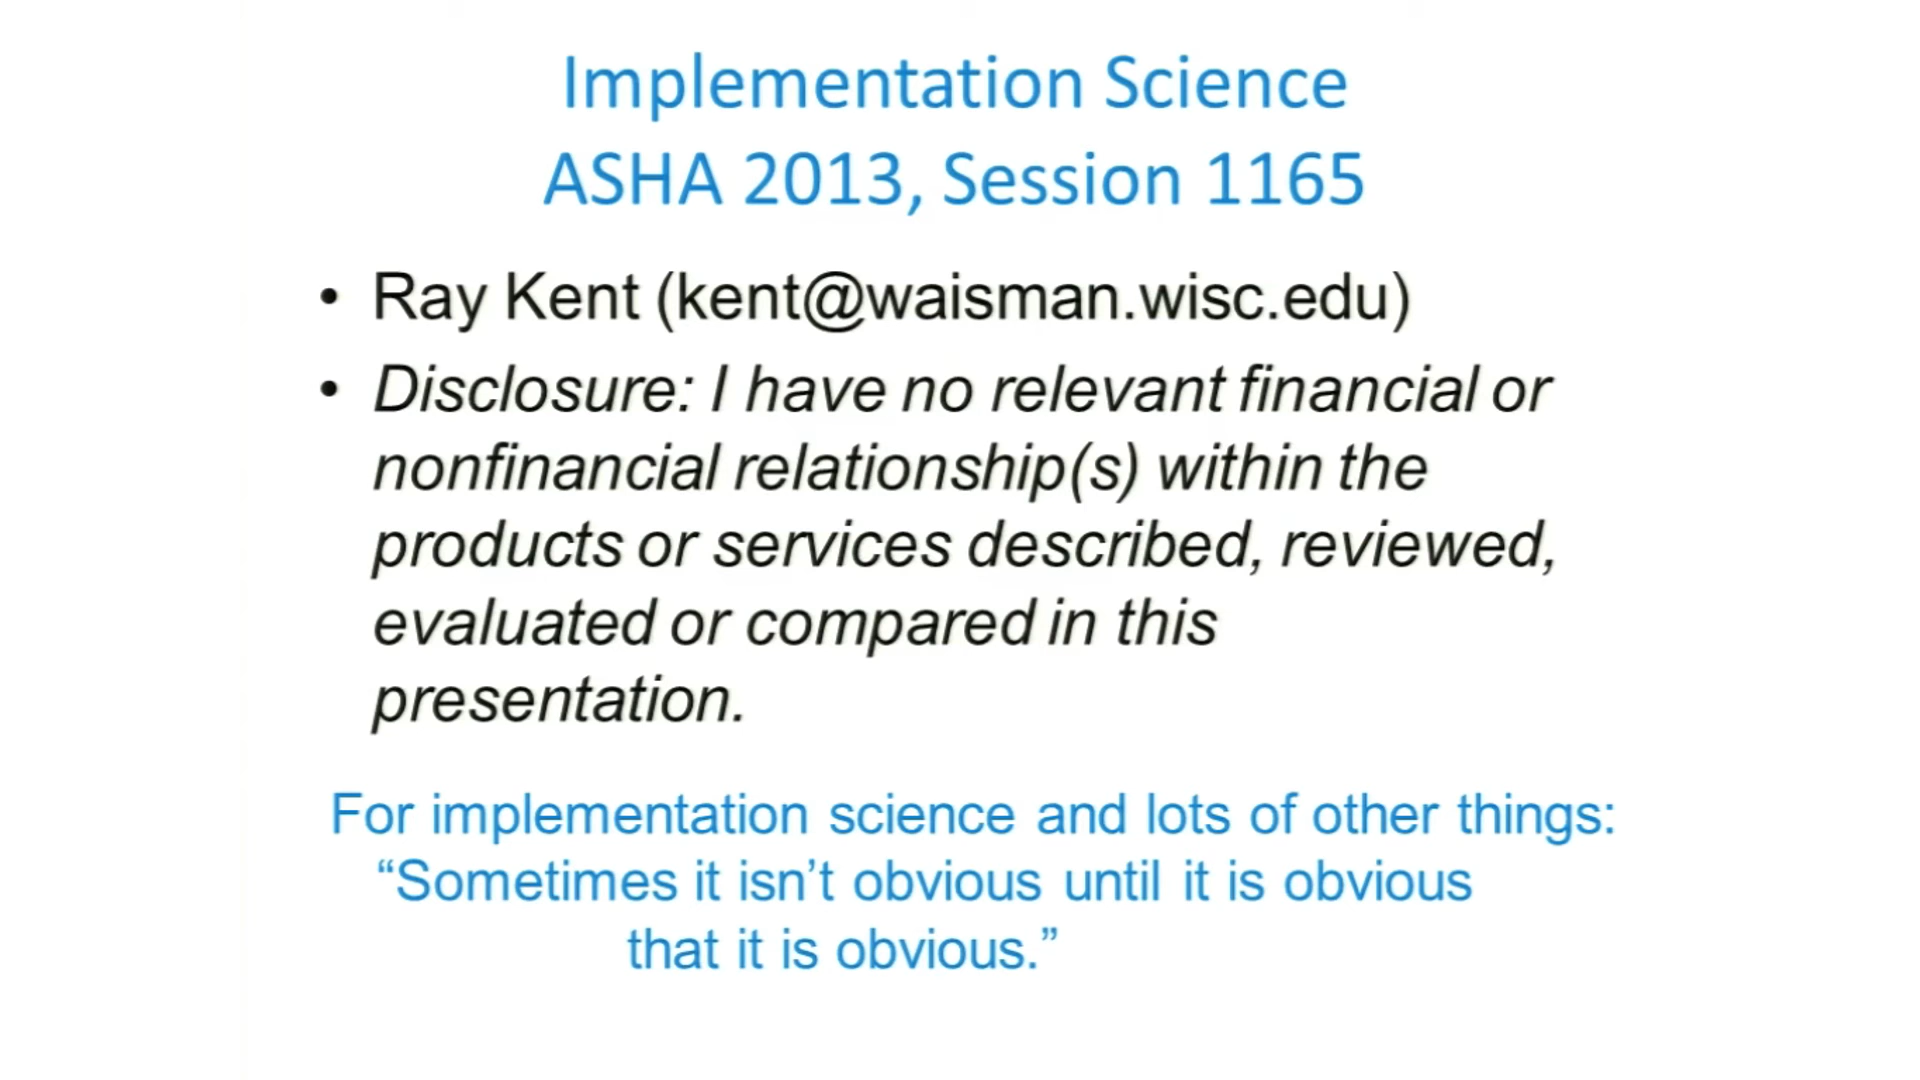 Implementation Science
ASHA 2013, Session 1165
• Ray Kent (kent@waisman.wisc.edu)
• Disclosure: I have no relevant financial or
nonfinancial relationship(s) within the
products or services described, reviewed,
evaluated or compared in this
presentation.
For implementation science and lots of other things:
“Sometimes it isn’t obvious until it is obvious
that it is obvious.”